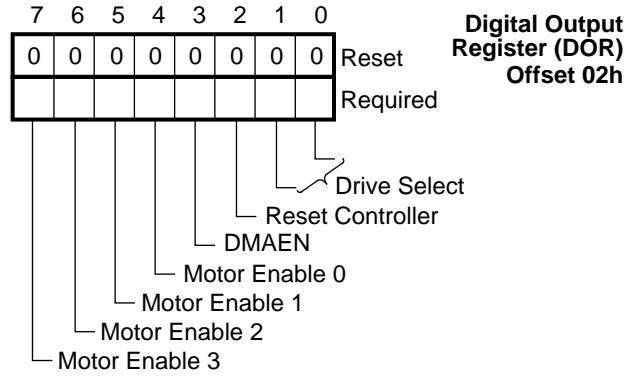 7 6 5 4 3 2 1 0
Digital Output
Register (DOR)
Offset 02h
0 0 0 0 0 0 0 0 Reset
Required
Drive Select
Reset Controller
DMAEN
Motor Enable 0
Motor Enable 1
Motor Enable 2
Motor Enable 3